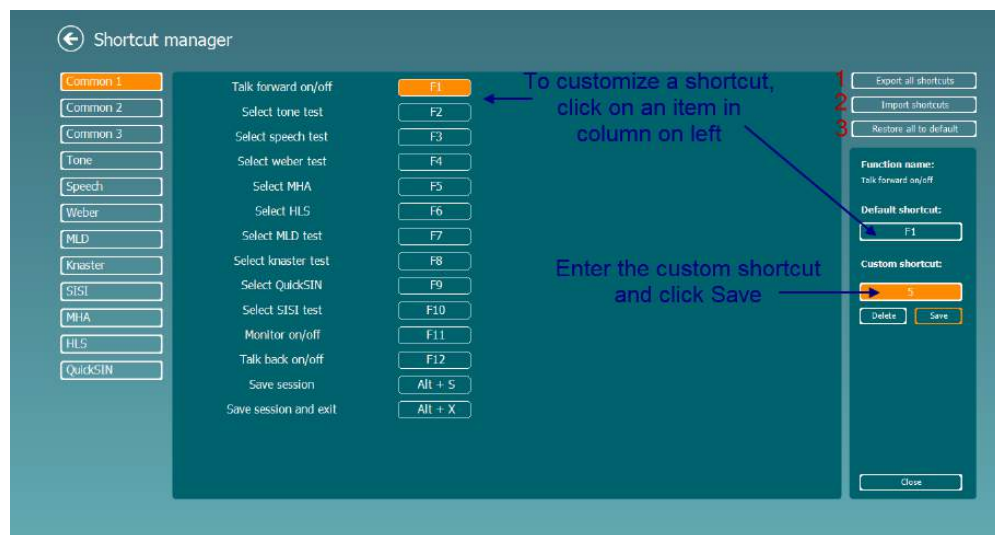 Shortcut manager
Common 1
Common 2
Common 3
Tone
Speech
Weber
MLD
Knaster
SISI
MHA
HLS
QuickSIN
Talk forward on/off F1
Select tone test F2
Select speech test F3
Select weber test F4
Select MHA F5
Select HLS F6
Select MLD test F7
Select knaster test F8
Select QuickSIN F9
Select SISI test F10
Monitor on/off F11
Talk back on/off F12
Save session Alt + S
Save session and exit Alt + X
To customize a shortcut,
click on an item in
column on left
Enter the custom shortcut
and click Save
1 Export all shortcuts
2 Import shortcuts
3 Restore all to default
Function name:
Talk forward on/off
Default shortcut:
F1
Custom shortcut:
5
Delete Save
Close